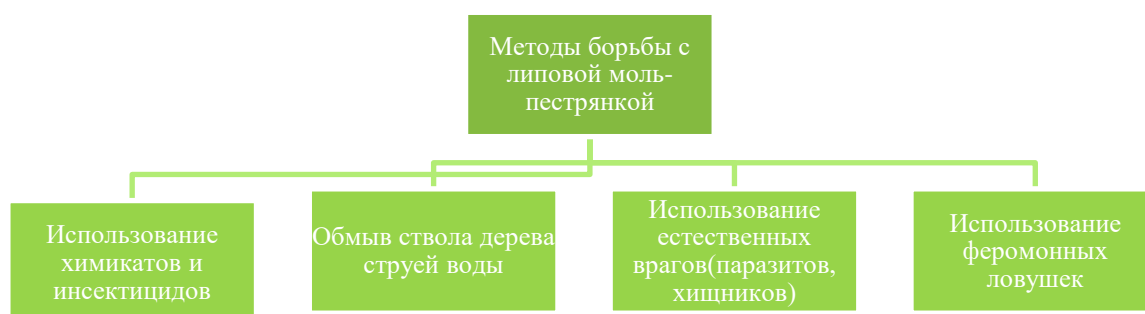 Методы борьбы с
липовой моль-
пестрянкой
Использование
химикатов и
инсектицидов
Обмыв ствола дерева
струей воды
Использование
естественных
врагов(паразитов,
хищников)
Использование
феромонных
ловушек